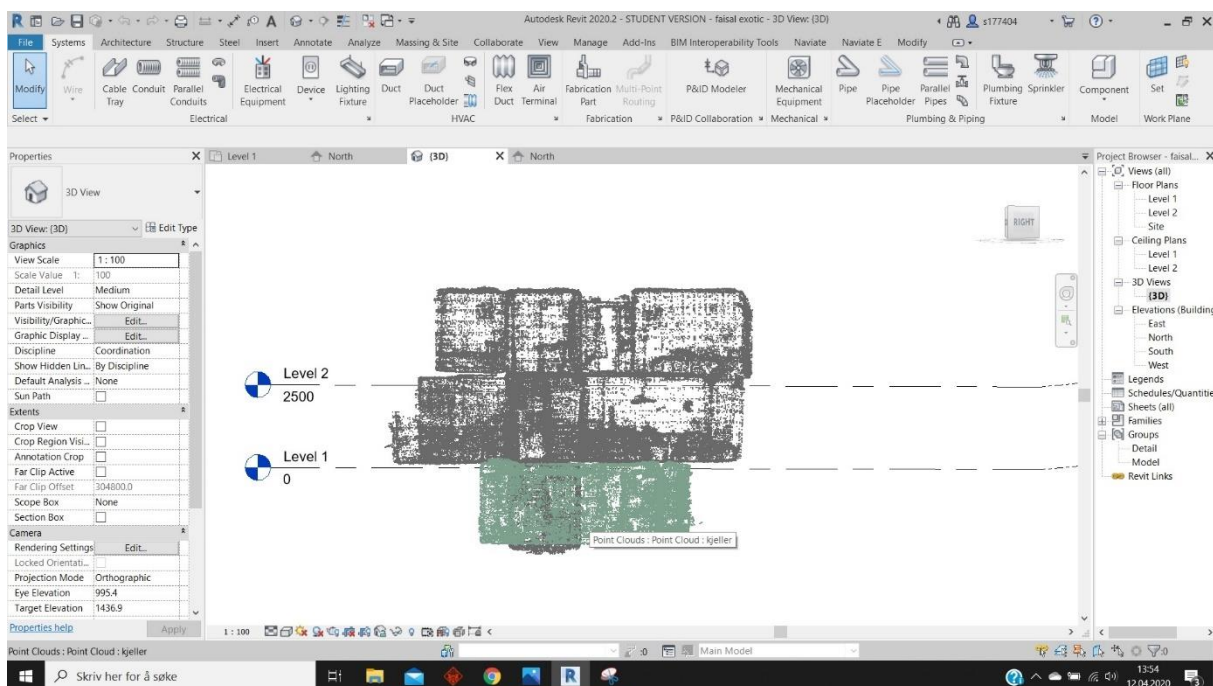 Autodesk Revit 2020.2 - STUDENT VERSION - faisal exotic - 3D View: {3D}
s177404
File Systems Architecture Structure Steel Insert Annotate Analyze Massing & Site Collaborate View Manage Add-Ins BIM Interoperability Tools Naviate Naviate E Modify
Modify Wire Cable Tray Conduit Parallel Conduits Electrical Equipment Device Lighting Fixture Duct Duct Placeholder Flex Duct Air Terminal Fabrication Part Multi-Point Routing P&ID Modeler Mechanical Equipment Pipe Pipe Placeholder Parallel Pipes Plumbing Fixture Sprinkler Component Set
Select Electrical HVAC Fabrication P&ID Collaboration Mechanical Plumbing & Piping Model Work Plane
Properties
Level 1 North {3D} North
3D View
3D View: {3D} Edit Type
Graphics
View Scale 1 : 100
Scale Value 1: 100
Detail Level Medium
Parts Visibility Show Original
Visibility/Graphic... Edit...
Graphic Display ... Edit...
Discipline Coordination
Show Hidden Lin... By Discipline
Default Analysis ... None
Sun Path
Extents
Crop View
Crop Region Visi...
Annotation Crop
Far Clip Active
Far Clip Offset 304800.0
Scope Box None
Section Box
Camera
Rendering Settings Edit...
Locked Orientati...
Projection Mode Orthographic
Eye Elevation 995.4
Target Elevation 1436.9
Properties help Apply
RIGHT
Level 2
2500
Level 1
0
Point Clouds : Point Cloud : kjeller
Project Browser - faisal...
Views (all)
Floor Plans
Level 1
Level 2
Site
Ceiling Plans
Level 1
Level 2
3D Views
{3D}
Elevations (Building
East
North
South
West
Legends
Schedules/Quantitie
Sheets (all)
Families
Groups
Detail
Model
Revit Links
1 : 100
Point Clouds : Point Cloud : kjeller
:0 Main Model :0
Skriv her for å søke
13:54
12.04.2020